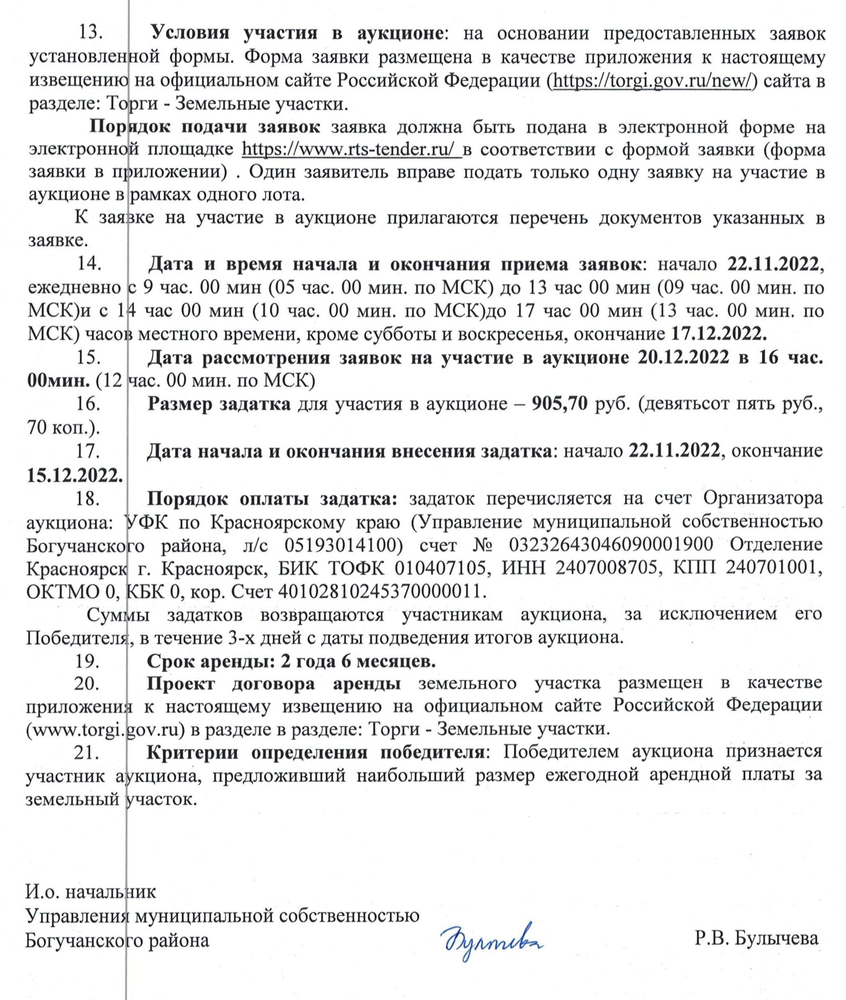 13. Условия участия в аукционе: на основании предоставленных заявок
установленной формы. Форма заявки размещена в качестве приложения к настоящему
извещению на официальном сайте Российской Федерации (https://torgi.gov.ru/new/) сайта в
разделе: Торги - Земельные участки.
Порядок подачи заявок заявка должна быть подана в электронной форме на
электронной площадке https://www.rts-tender.ru/ в соответствии с формой заявки (форма
заявки в приложении) . Один заявитель вправе подать только одну заявку на участие в
аукционе в рамках одного лота.
К заявке на участие в аукционе прилагаются перечень документов указанных в
заявке.
14. Дата и время начала и окончания приема заявок: начало 22.11.2022,
ежедневно с 9 час. 00 мин (05 час. 00 мин. по МСК) до 13 час 00 мин (09 час. 00 мин. по
МСК)и с 14 час 00 мин (10 час. 00 мин. по МСК)до 17 час 00 мин (13 час. 00 мин. по
МСК) часов местного времени, кроме субботы и воскресенья, окончание 17.12.2022.
15. Дата рассмотрения заявок на участие в аукционе 20.12.2022 в 16 час.
00мин. (12 час. 00 мин. по МСК)
16. Размер задатка для участия в аукционе – 905,70 руб. (девятьсот пять руб.,
70 коп.).
17. Дата начала и окончания внесения задатка: начало 22.11.2022, окончание
15.12.2022.
18. Порядок оплаты задатка: задаток перечисляется на счет Организатора
аукциона: УФК по Красноярскому краю (Управление муниципальной собственностью
Богучанского района, л/с 05193014100) счет № 03232643046090001900 Отделение
Красноярск г. Красноярск, БИК ТОФК 010407105, ИНН 2407008705, КПП 240701001,
ОКТМО 0, КБК 0, кор. Счет 40102810245370000011.
Суммы задатков возвращаются участникам аукциона, за исключением его
Победителя, в течение 3-х дней с даты подведения итогов аукциона.
19. Срок аренды: 2 года 6 месяцев.
20. Проект договора аренды земельного участка размещен в качестве
приложения к настоящему извещению на официальном сайте Российской Федерации
(www.torgi.gov.ru) в разделе в разделе: Торги - Земельные участки.
21. Критерии определения победителя: Победителем аукциона признается
участник аукциона, предложивший наибольший размер ежегодной арендной платы за
земельный участок.
И.о. начальник
Управления муниципальной собственностью
Богучанского района Р.В. Булычева